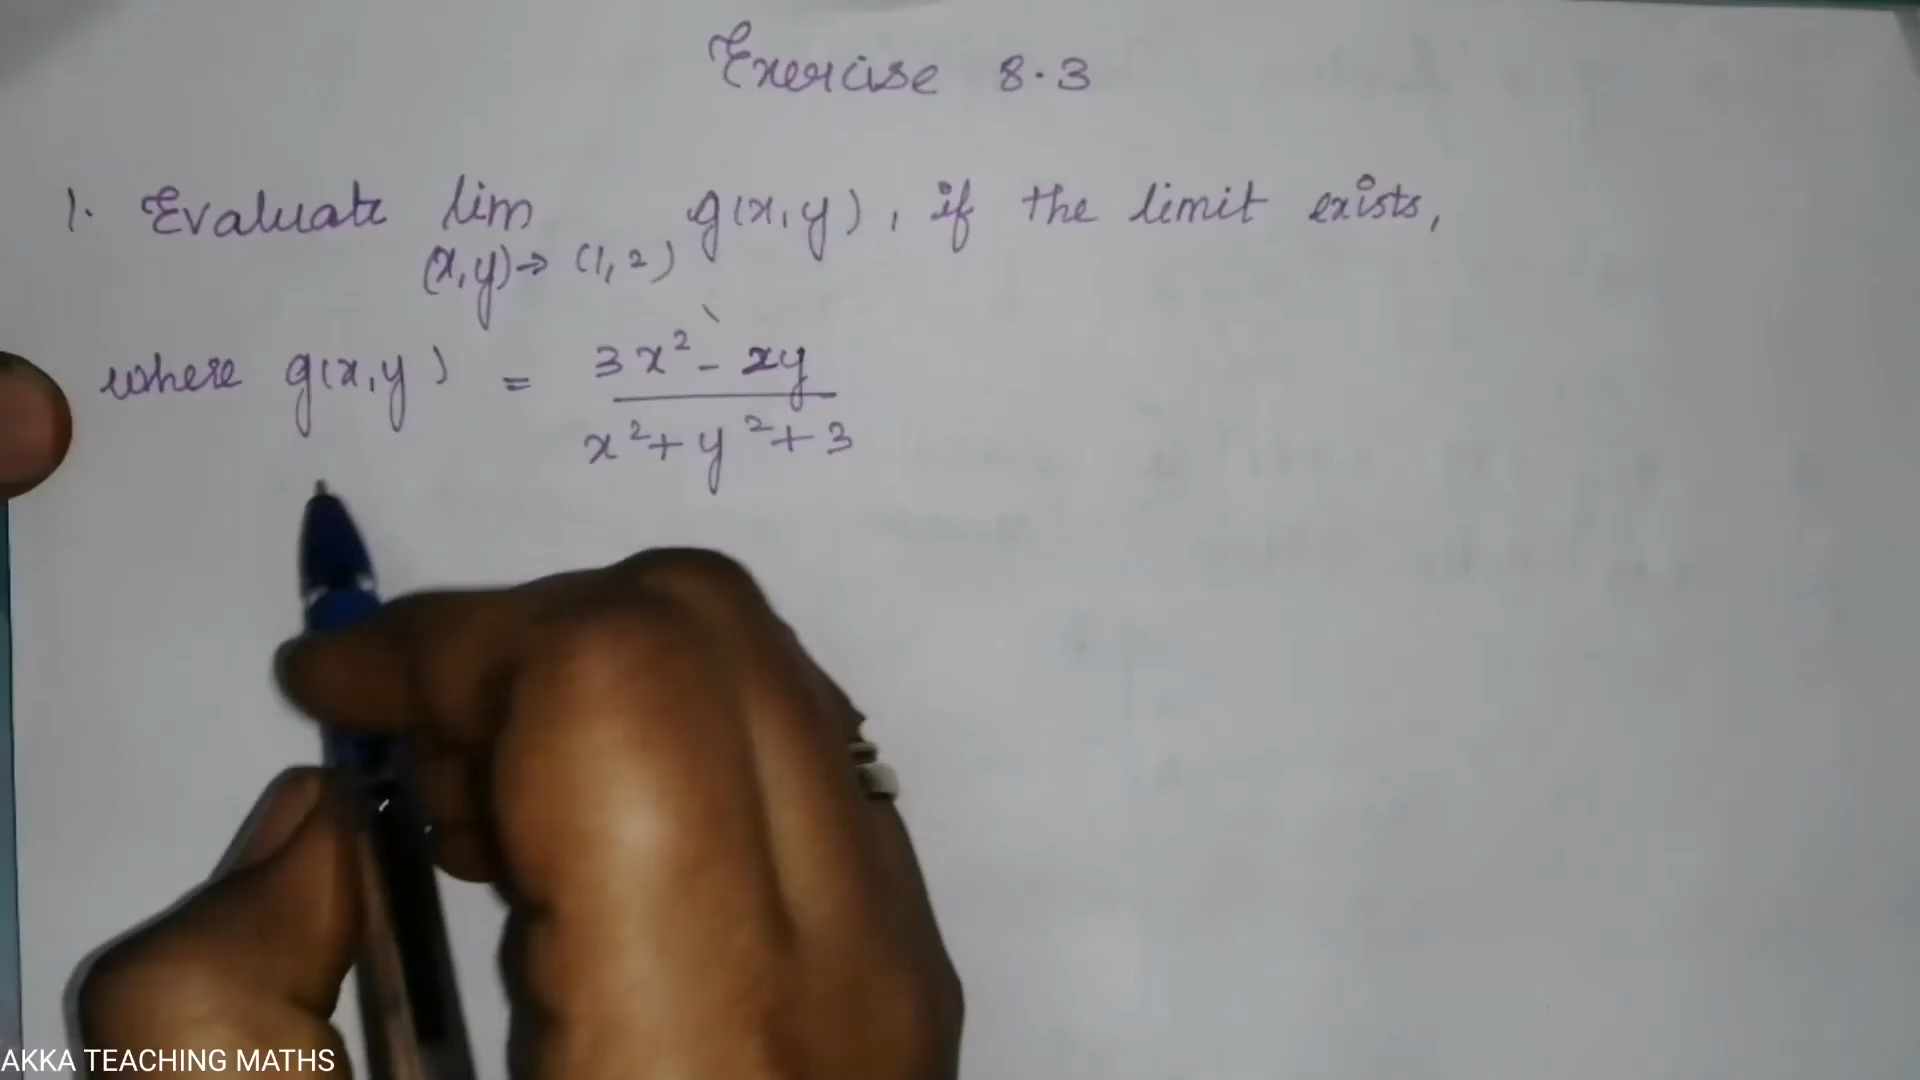 Exercise 8.3
1. Evaluate lim g(x,y), if the limit exists,
(x,y)→(1,2)
where g(x,y) = 3x²- xy
x²+y²+3
AKKA TEACHING MATHS